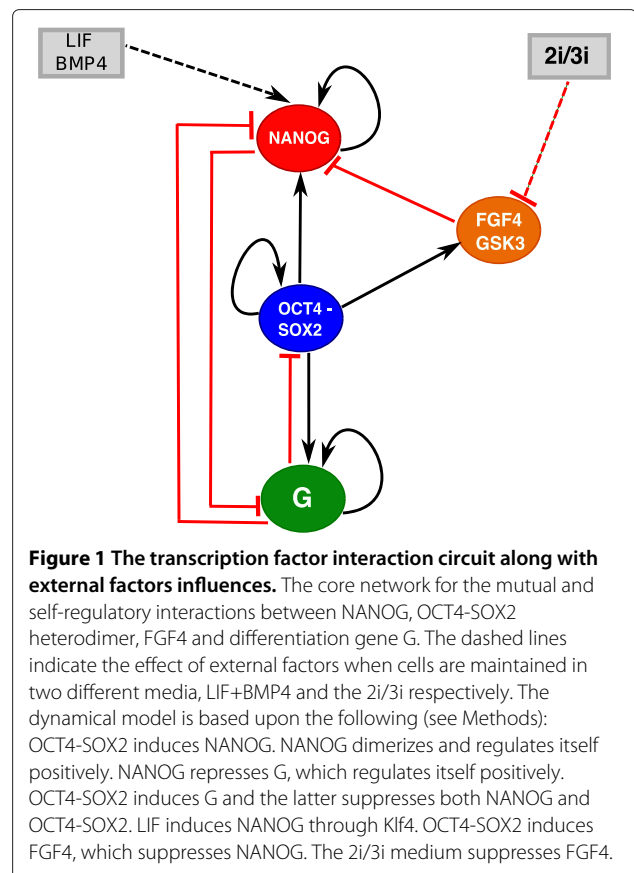 LIF
BMP4
2i/3i
NANOG
FGF4
GSK3
OCT4 -
SOX2
G
Figure 1 The transcription factor interaction circuit along with
external factors influences. The core network for the mutual and
self-regulatory interactions between NANOG, OCT4-SOX2
heterodimer, FGF4 and differentiation gene G. The dashed lines
indicate the effect of external factors when cells are maintained in
two different media, LIF+BMP4 and the 2i/3i respectively. The
dynamical model is based upon the following (see Methods):
OCT4-SOX2 induces NANOG. NANOG dimerizes and regulates itself
positively. NANOG represses G, which regulates itself positively.
OCT4-SOX2 induces G and the latter suppresses both NANOG and
OCT4-SOX2. LIF induces NANOG through Klf4. OCT4-SOX2 induces
FGF4, which suppresses NANOG. The 2i/3i medium suppresses FGF4.